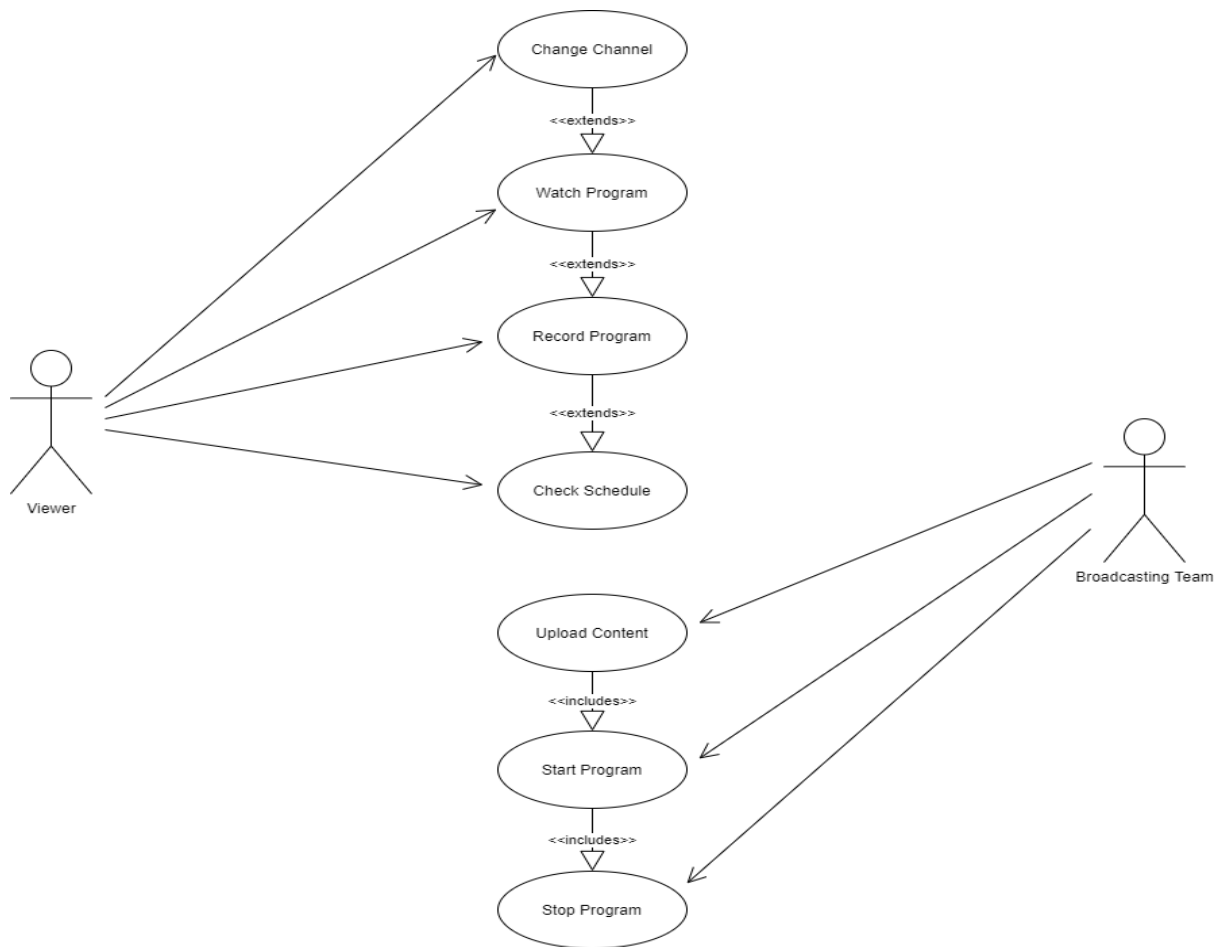 Change Channel
<<extends>>
Watch Program
<<extends>>
Record Program
<<extends>>
Check Schedule
Viewer
Broadcasting Team
Upload Content
<<includes>>
Start Program
<<includes>>
Stop Program